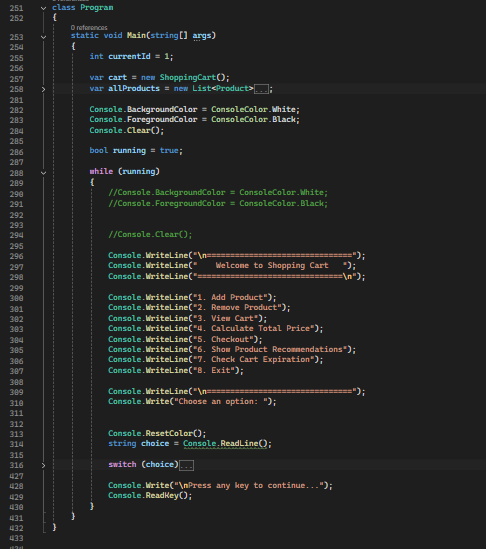 251 class Program
252 {
0 references
253 static void Main(string[] args)
254 {
255 int currentId = 1;
256
257 var cart = new ShoppingCart();
258 var allProducts = new List<Product>...;
281
282 Console.BackgroundColor = ConsoleColor.White;
283 Console.ForegroundColor = ConsoleColor.Black;
284 Console.Clear();
285
286 bool running = true;
287
288 while (running)
289 {
290 //Console.BackgroundColor = ConsoleColor.White;
291 //Console.ForegroundColor = ConsoleColor.Black;
292
293
294 //Console.Clear();
295
296 Console.WriteLine("\n===============================");
297 Console.WriteLine("    Welcome to Shopping Cart   ");
298 Console.WriteLine("===============================\n");
299
300 Console.WriteLine("1. Add Product");
301 Console.WriteLine("2. Remove Product");
302 Console.WriteLine("3. View Cart");
303 Console.WriteLine("4. Calculate Total Price");
304 Console.WriteLine("5. Checkout");
305 Console.WriteLine("6. Show Product Recommendations");
306 Console.WriteLine("7. Check Cart Expiration");
307 Console.WriteLine("8. Exit");
308
309 Console.WriteLine("\n===============================");
310 Console.Write("Choose an option: ");
311
312
313 Console.ResetColor();
314 string choice = Console.ReadLine();
315
316 switch (choice)...
427
428 Console.Write("\nPress any key to continue...");
429 Console.ReadKey();
430 }
431 }
432 }
433